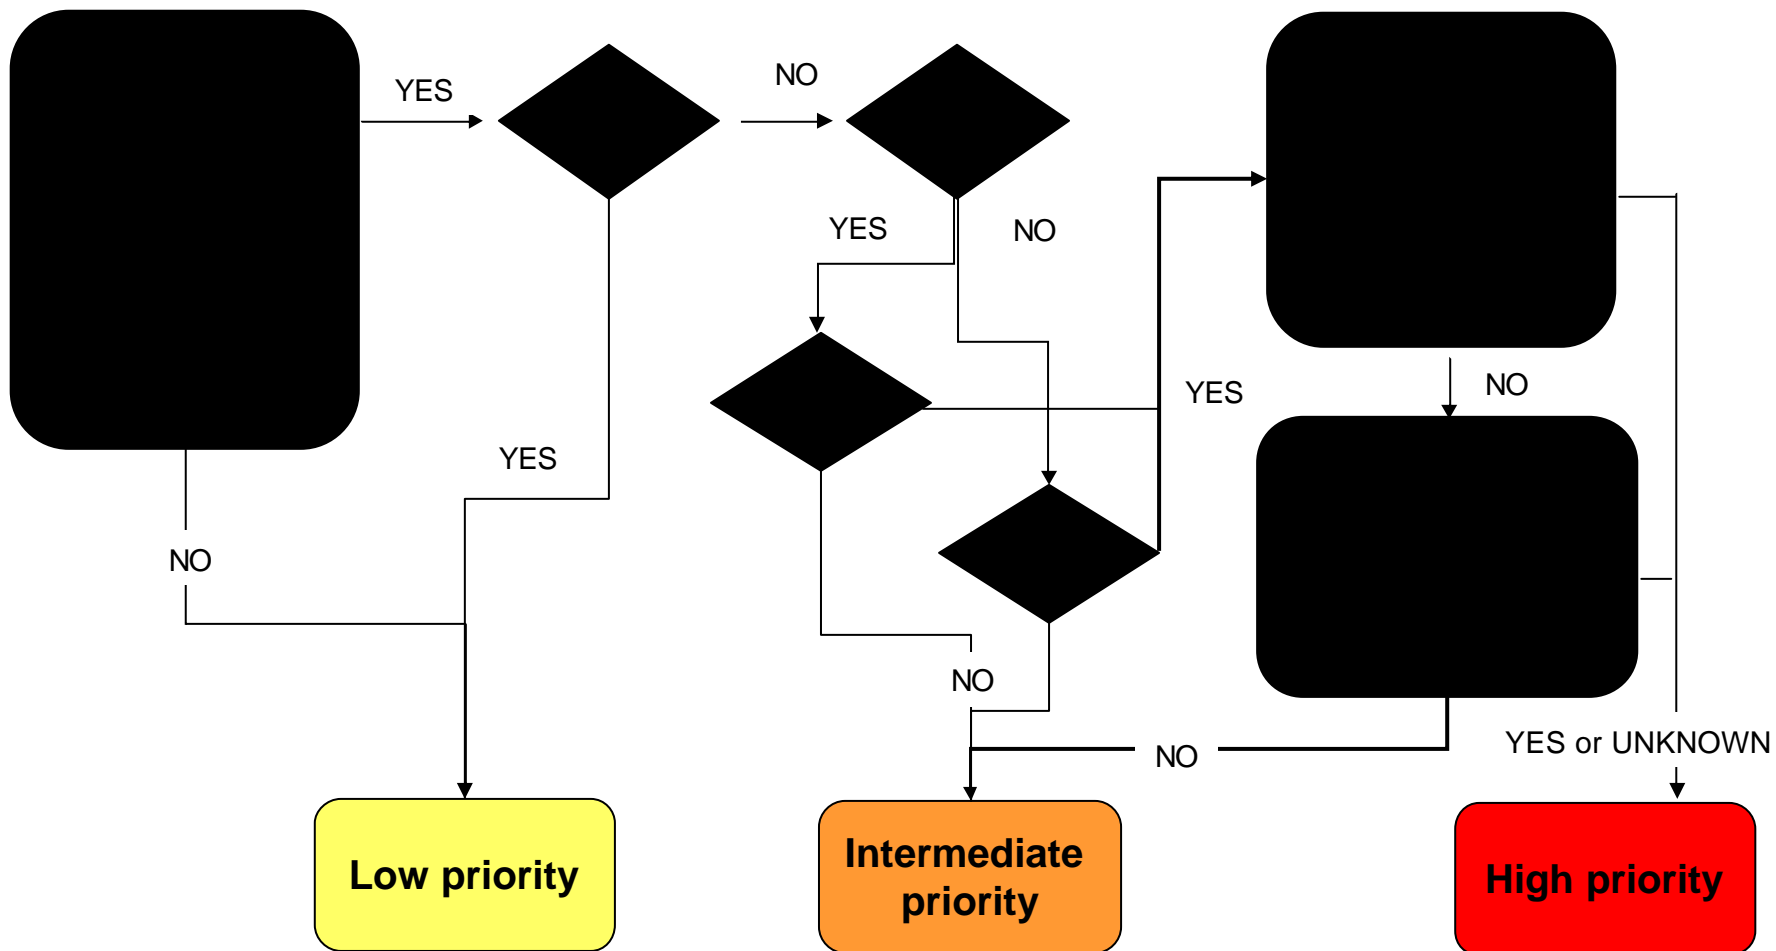 NO
YES
YES
NO
YES
NO
YES
NO
NO
NO
YES or UNKNOWN
NO
Intermediate
priority
Low priority
High priority